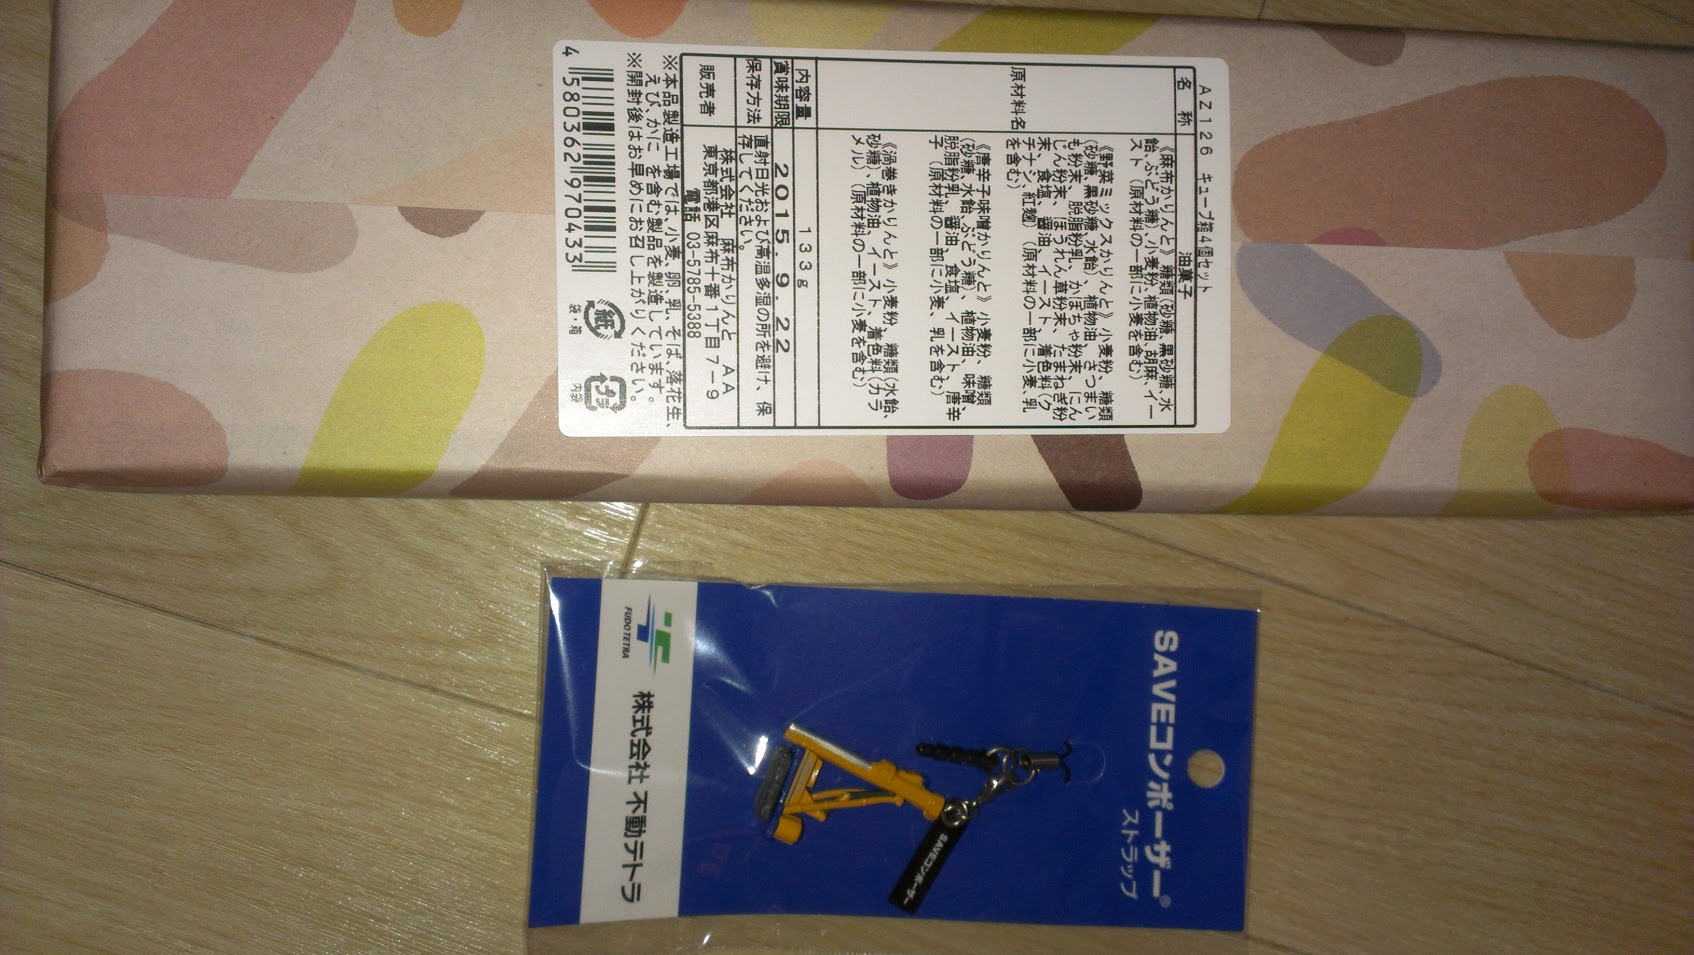 AZ126 キューブ箱4個セット
名 称 油菓子
原材料名
《麻布かりんと》糖類(砂糖、黒砂糖、水
飴、ぶどう糖)、小麦粉、植物油、胡麻、イー
スト(原材料の一部に小麦を含む)
《野菜ミックスかりんと》小麦粉、糖類
(砂糖、黒砂糖、水飴)、植物油、さつまい
も粉末、脱脂粉乳、かぼちゃ粉末、にん
じん粉末、ほうれん草粉末、たまねぎ粉
末、食塩、醤油、イースト、着色料(ク
チナシ、紅麹)(原材料の一部に小麦、乳
を含む)
《唐辛子味噌かりんと》小麦粉、糖類
(砂糖、水飴、ぶどう糖)、植物油、味噌、
脱脂粉乳、醤油、食塩、イースト、唐辛
子(原材料の一部に小麦、乳を含む)
《渦巻きかりんと》小麦粉、糖類(水飴、
砂糖)、植物油、イースト、着色料(カラ
メル)(原材料の一部に小麦を含む)
内容量 133g
賞味期限 2015.9.22
保存方法 直射日光および高温多湿の所を避け、保
存してください。
販売者 株式会社 麻布かりんと AA
東京都港区麻布十番1丁目7-9
電話 03-5785-5388
※本品製造工場では、小麦、卵、乳、そば、落花生、
えび、かに を含む製品を製造しています。
※開封後はお早めにお召し上がりください。
4 580362 970433
紙
袋・箱
プラ
内袋
SAVEコンポーザー®
ストラップ
SAVEコンポーザー
FUDO TETRA
株式会社 不動テトラ